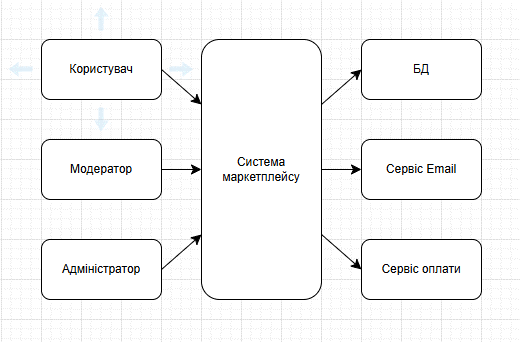 Користувач
БД
Модератор
Система
маркетплейсу
Сервіс Email
Адміністратор
Сервіс оплати